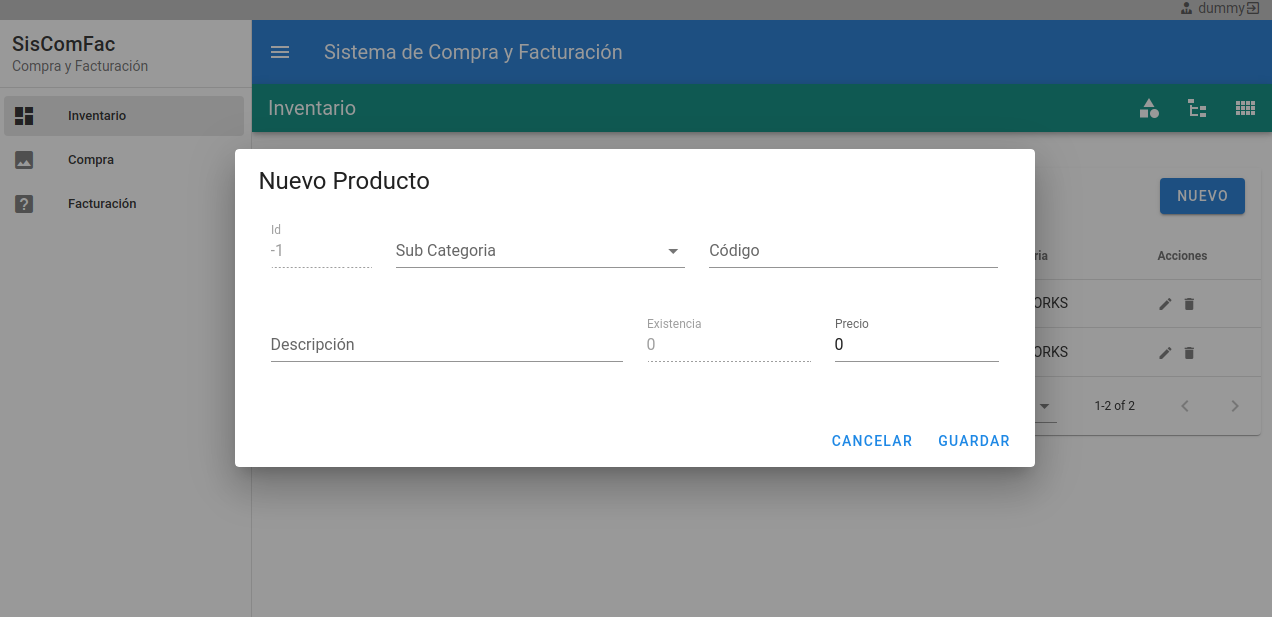 dummy
SisComFac
Compra y Facturación
Sistema de Compra y Facturación
Inventario
Inventario
Compra
Facturación
NUEVO
Nuevo Producto
Id
-1
Sub Categoria
Código
Descripción
Existencia
0
Precio
0
CANCELAR
GUARDAR
ria
Acciones
ORKS
ORKS
1-2 of 2